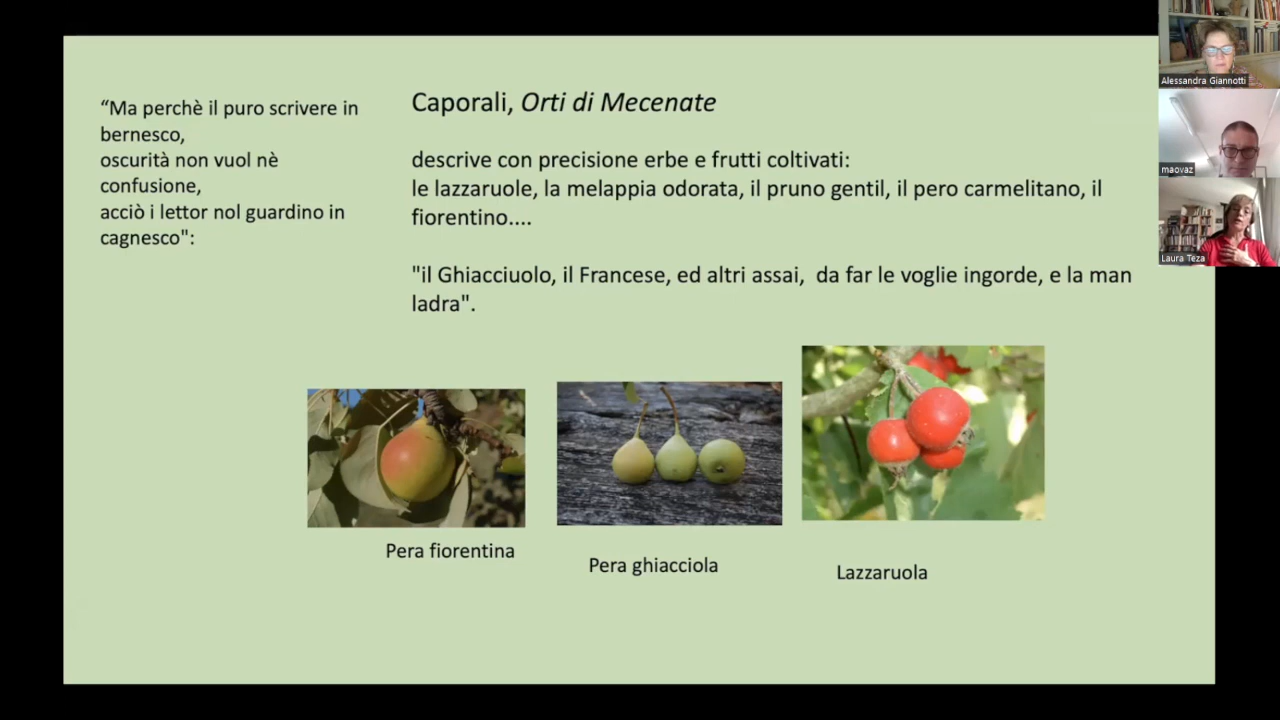 “Ma perchè il puro scrivere in
bernesco,
oscurità non vuol nè
confusione,
acciò i lettor nol guardino in
cagnesco":
Caporali, Orti di Mecenate
descrive con precisione erbe e frutti coltivati:
le lazzaruole, la melappia odorata, il pruno gentil, il pero carmelitano, il
fiorentino....
"il Ghiacciuolo, il Francese, ed altri assai,  da far le voglie ingorde, e la man
ladra".
Pera fiorentina
Pera ghiacciola
Lazzaruola
Alessandra Giannotti
maovaz
Laura Teza